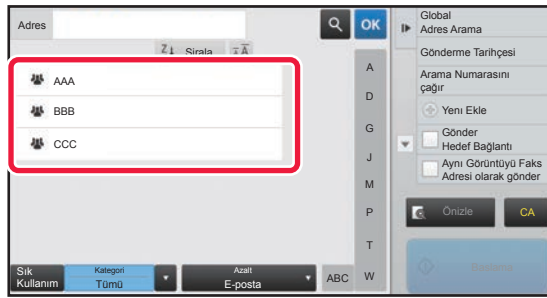 Adres
OK
Sırala
AAA
BBB
CCC
A
D
G
J
M
P
T
W
Sık
Kullanım
Kategori
Tümü
Azalt
E-posta
ABC
Global
Adres Arama
Gönderme Tarihçesi
Arama Numarasını
çağır
Yeni Ekle
Gönder
Hedef Bağlantı
Aynı Görüntüyü Faks
Adresi olarak gönder
Önizle
CA